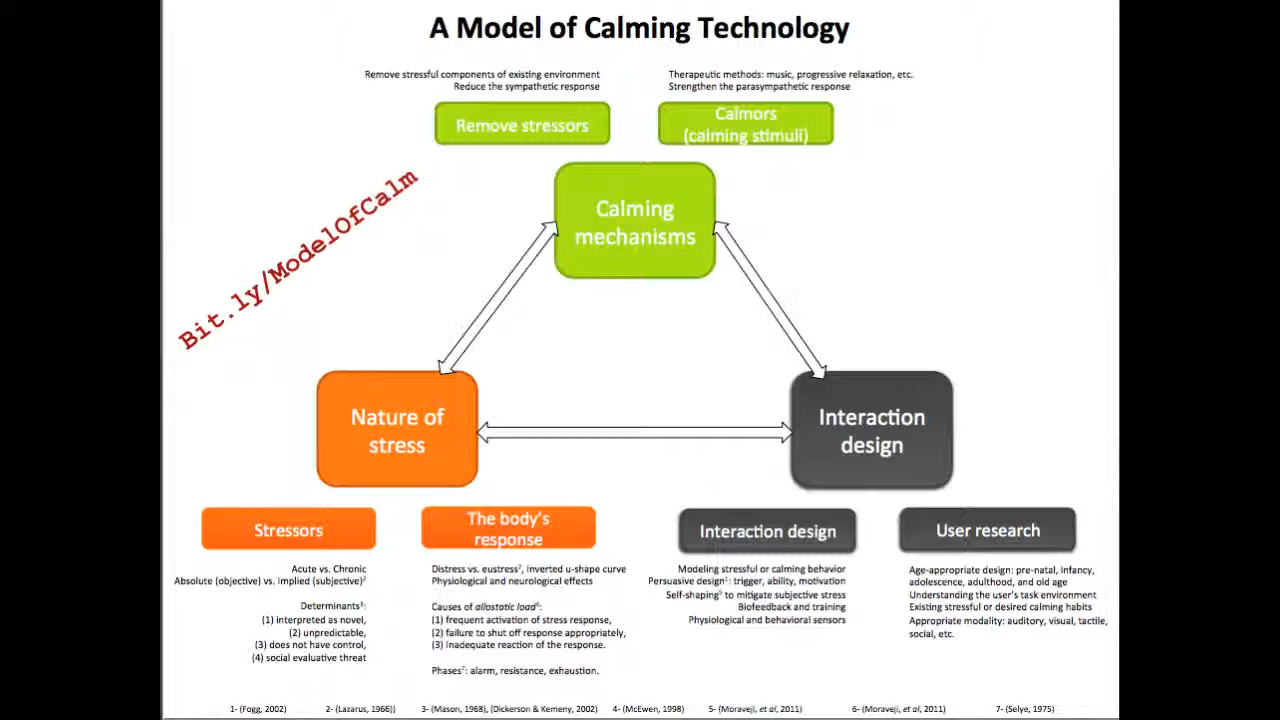 A Model of Calming Technology
Remove stressful components of existing environment
Reduce the sympathetic response
Therapeutic methods: music, progressive relaxation, etc.
Strengthen the parasympathetic response
Remove stressors
Calmors
(calming stimuli)
Bit.ly/ModelOfCalm
Calming
mechanisms
Nature of
stress
Interaction
design
Stressors
Acute vs. Chronic
Absolute (objective) vs. Implied (subjective)²
Determinants³:
(1) interpreted as novel,
(2) unpredictable,
(3) does not have control,
(4) social evaluative threat
The body's
response
Distress vs. eustress⁷, inverted u-shape curve
Physiological and neurological effects
Causes of allostatic load⁴:
(1) frequent activation of stress response,
(2) failure to shut off response appropriately,
(3) inadequate reaction of the response.
Phases⁷: alarm, resistance, exhaustion.
Interaction design
Modeling stressful or calming behavior
Persuasive design¹: trigger, ability, motivation
Self-shaping⁵ to mitigate subjective stress
Biofeedback and training
Physiological and behavioral sensors
User research
Age-appropriate design: pre-natal, infancy,
adolescence, adulthood, and old age
Understanding the user's task environment
Existing stressful or desired calming habits
Appropriate modality: auditory, visual, tactile,
social, etc.
1- (Fogg, 2002)
2- (Lazarus, 1966))
3- (Mason, 1968), (Dickerson & Kemeny, 2002)
4- (McEwen, 1998)
5- (Moraveji, et al, 2011)
6- (Moraveji, et al, 2011)
7- (Selye, 1975)